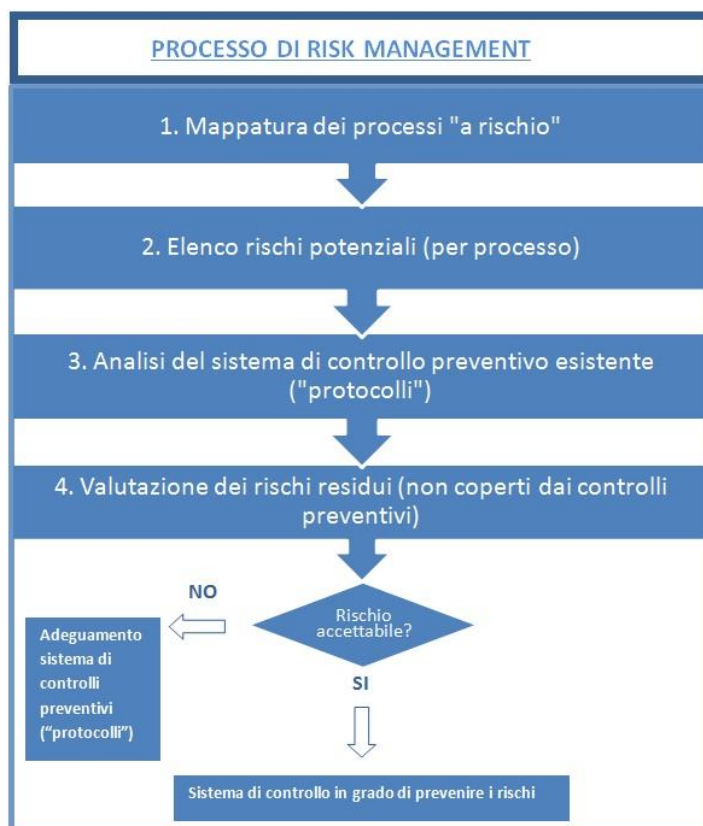 PROCESSO DI RISK MANAGEMENT
1. Mappatura dei processi "a rischio"
2. Elenco rischi potenziali (per processo)
3. Analisi del sistema di controllo preventivo esistente
("protocolli")
4. Valutazione dei rischi residui (non coperti dai controlli
preventivi)
Rischio
accettabile?
NO
Adeguamento
sistema di
controlli
preventivi
(“protocolli”)
SI
Sistema di controllo in grado di prevenire i rischi